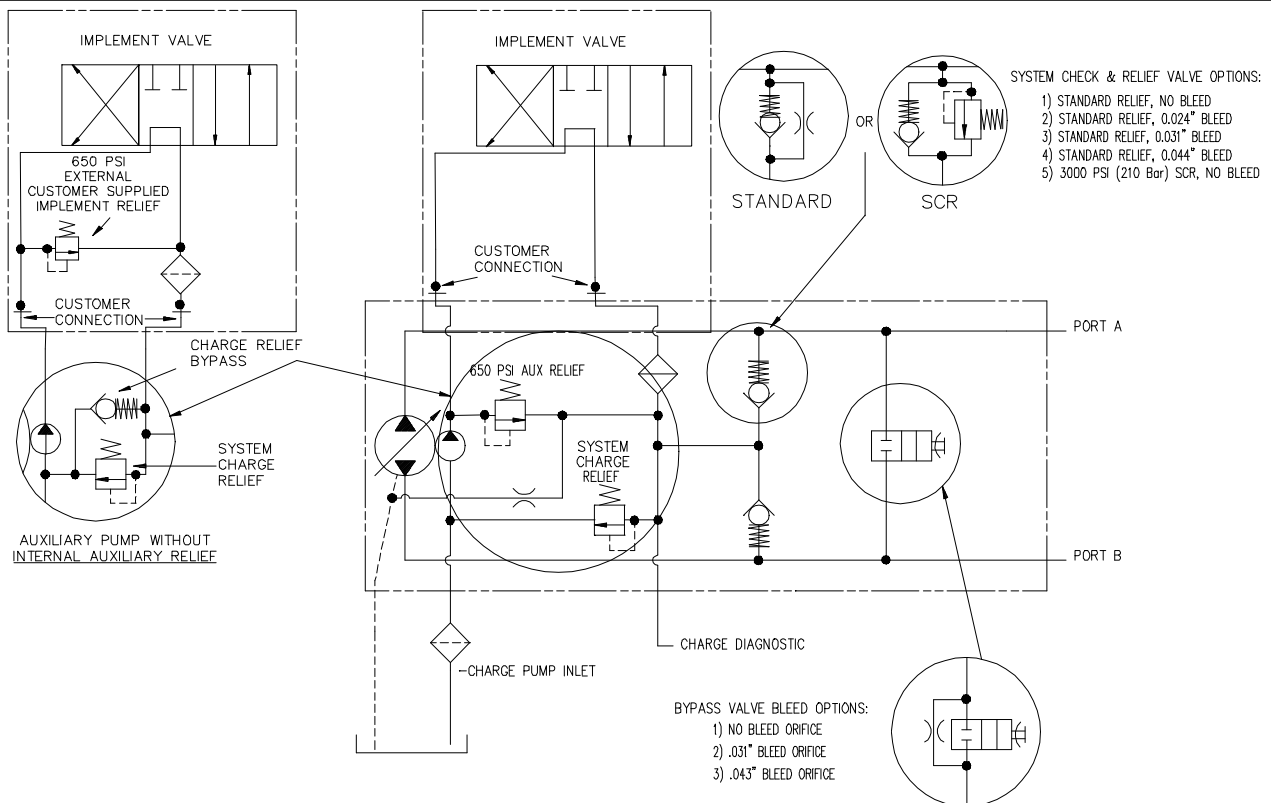 IMPLEMENT VALVE
650 PSI
EXTERNAL
CUSTOMER SUPPLIED
IMPLEMENT RELIEF
CUSTOMER
CONNECTION
CHARGE RELIEF
BYPASS
SYSTEM
CHARGE
RELIEF
AUXILIARY PUMP WITHOUT
INTERNAL AUXILIARY RELIEF
IMPLEMENT VALVE
CUSTOMER
CONNECTION
650 PSI AUX RELIEF
SYSTEM
CHARGE
RELIEF
STANDARD
OR
SCR
SYSTEM CHECK & RELIEF VALVE OPTIONS:
1) STANDARD RELIEF, NO BLEED
2) STANDARD RELIEF, 0.024" BLEED
3) STANDARD RELIEF, 0.031" BLEED
4) STANDARD RELIEF, 0.044" BLEED
5) 3000 PSI (210 Bar) SCR, NO BLEED
PORT A
PORT B
CHARGE DIAGNOSTIC
CHARGE PUMP INLET
BYPASS VALVE BLEED OPTIONS:
1) NO BLEED ORIFICE
2) .031" BLEED ORIFICE
3) .043" BLEED ORIFICE